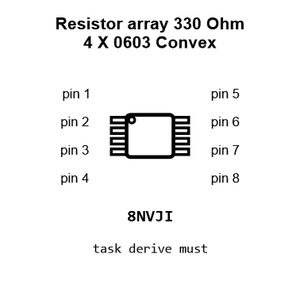 Resistor array 330 Ohm
4 X 0603 Convex
pin 1 pin 5
pin 2 pin 6
pin 3 pin 7
pin 4 pin 8
8NVJI
task derive must